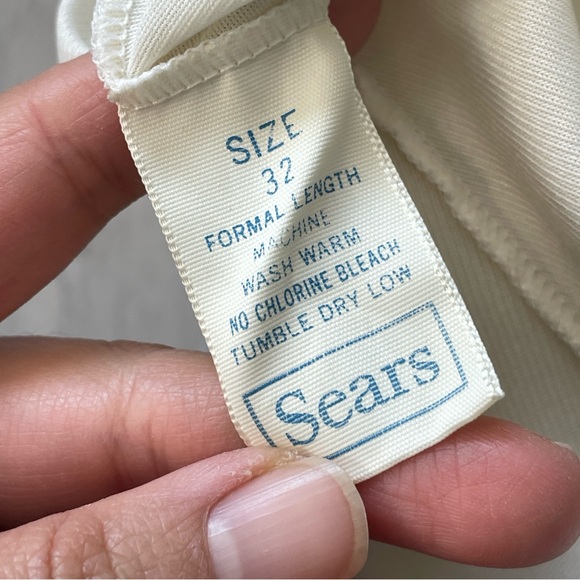 SIZE
32
FORMAL LENGTH
MACHINE
WASH WARM
NO CHLORINE BLEACH
TUMBLE DRY LOW
Sears